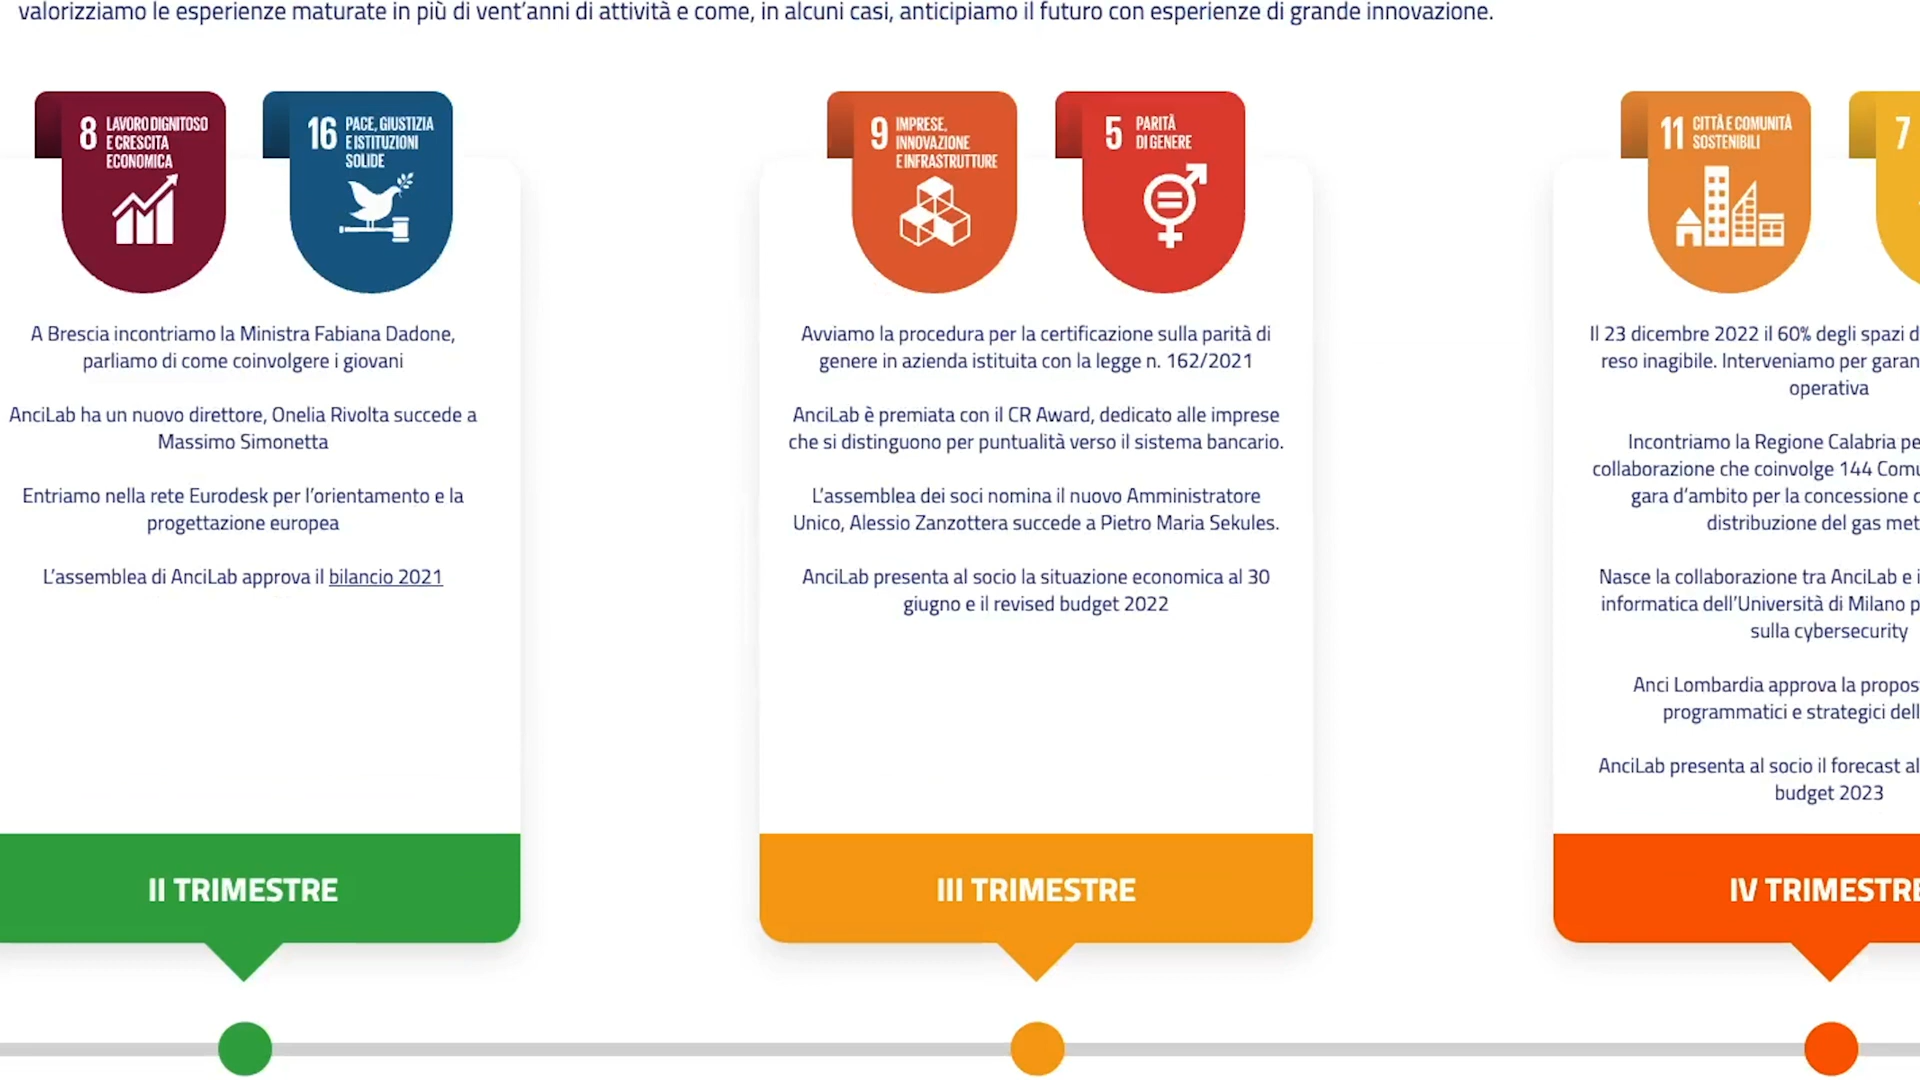 valorizziamo le esperienze maturate in più di vent’anni di attività e come, in alcuni casi, anticipiamo il futuro con esperienze di grande innovazione.
8 LAVORO DIGNITOSO
E CRESCITA
ECONOMICA
16 PACE, GIUSTIZIA
E ISTITUZIONI
SOLIDE
A Brescia incontriamo la Ministra Fabiana Dadone,
parliamo di come coinvolgere i giovani
AnciLab ha un nuovo direttore, Onelia Rivolta succede a
Massimo Simonetta
Entriamo nella rete Eurodesk per l’orientamento e la
progettazione europea
L’assemblea di AnciLab approva il bilancio 2021
II TRIMESTRE
9 IMPRESE,
INNOVAZIONE
E INFRASTRUTTURE
5 PARITÀ
DI GENERE
Avviamo la procedura per la certificazione sulla parità di
genere in azienda istituita con la legge n. 162/2021
AnciLab è premiata con il CR Award, dedicato alle imprese
che si distinguono per puntualità verso il sistema bancario.
L’assemblea dei soci nomina il nuovo Amministratore
Unico, Alessio Zanzottera succede a Pietro Maria Sekules.
AnciLab presenta al socio la situazione economica al 30
giugno e il revised budget 2022
III TRIMESTRE
11 CITTÀ E COMUNITÀ
SOSTENIBILI
7
Il 23 dicembre 2022 il 60% degli spazi
reso inagibile. Interveniamo per
operativa
Incontriamo la Regione Calabria
collaborazione che coinvolge 144
gara d’ambito per la concessione
distribuzione del gas
Nasce la collaborazione tra AnciLab e
informatica dell’Università di Milano
sulla cybersecurity
Anci Lombardia approva la
programmatici e strategici
AnciLab presenta al socio il forecast
budget 2023
IV TRIMESTRE